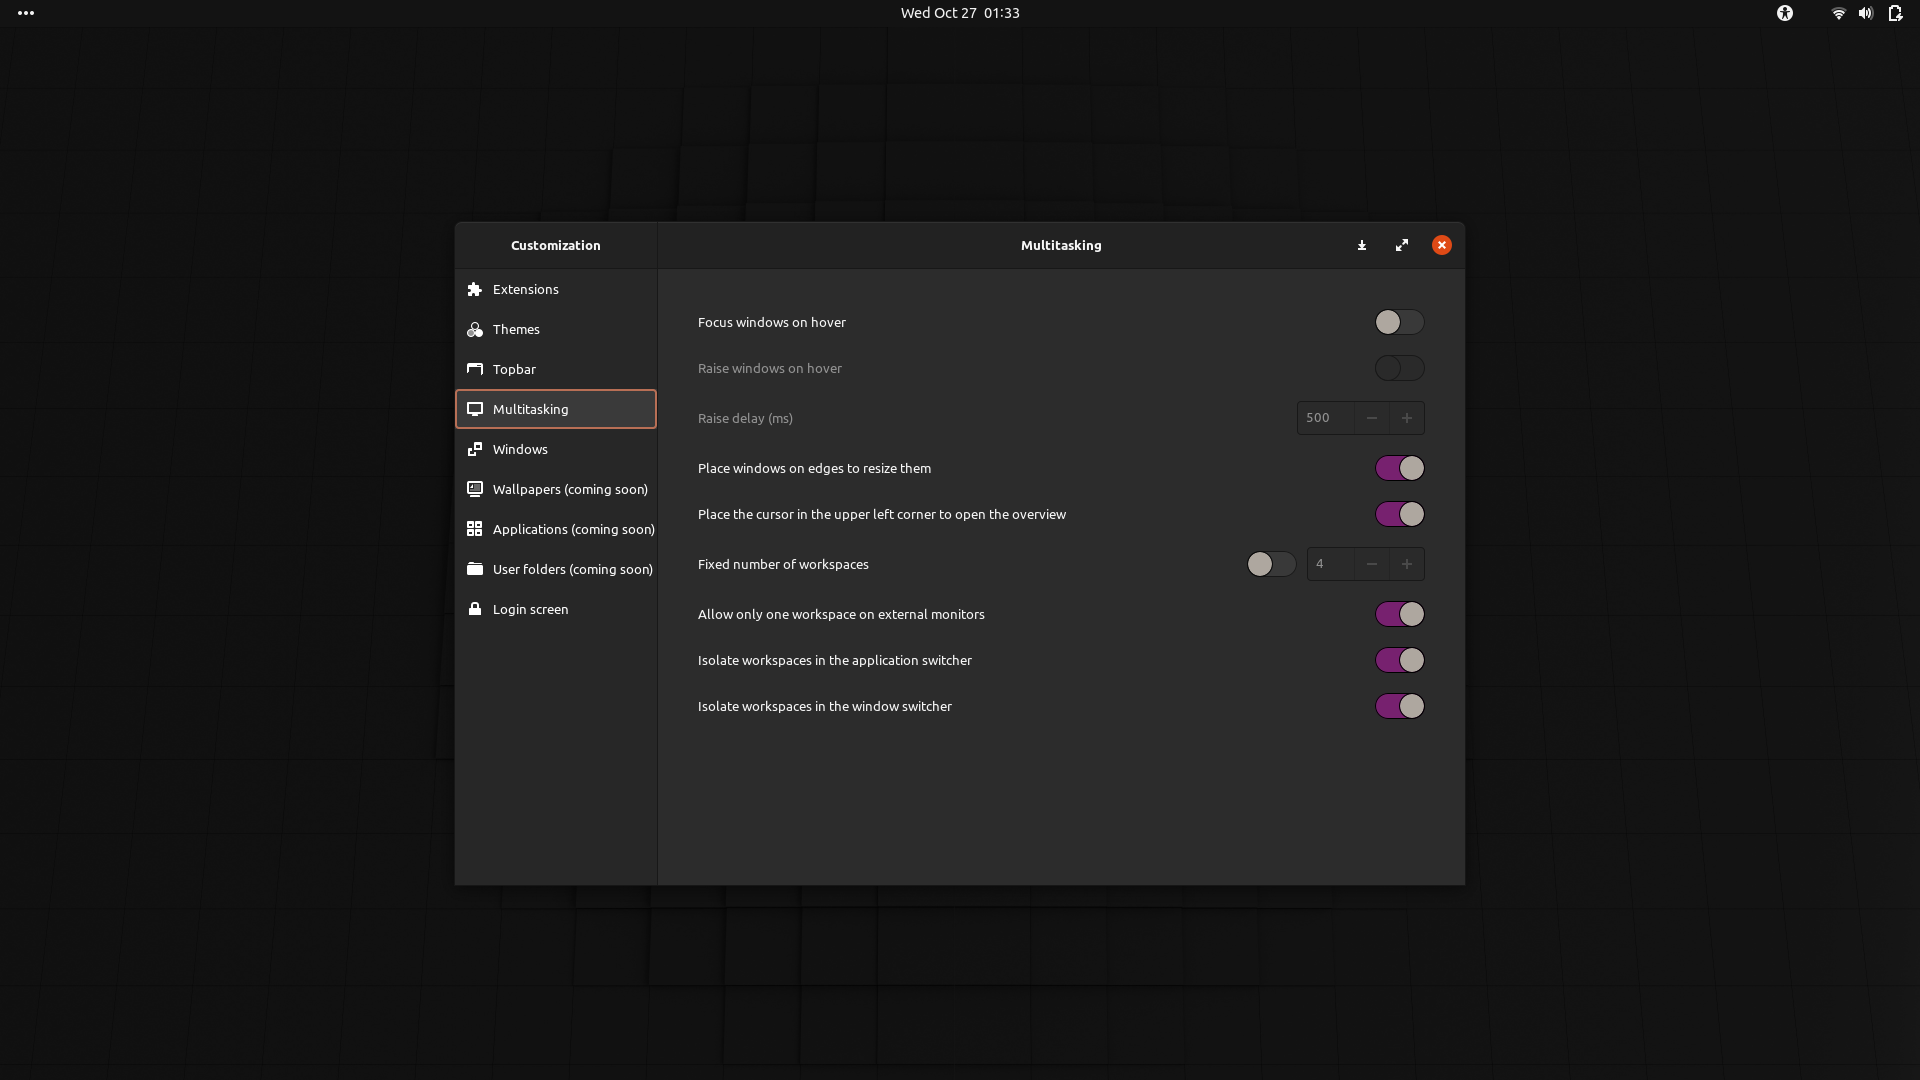 Wed Oct 27  01:33
Customization
Multitasking
Extensions
Themes
Topbar
Multitasking
Windows
Wallpapers (coming soon)
Applications (coming soon)
User folders (coming soon)
Login screen
Focus windows on hover
Raise windows on hover
Raise delay (ms)
500
Place windows on edges to resize them
Place the cursor in the upper left corner to open the overview
Fixed number of workspaces
4
Allow only one workspace on external monitors
Isolate workspaces in the application switcher
Isolate workspaces in the window switcher